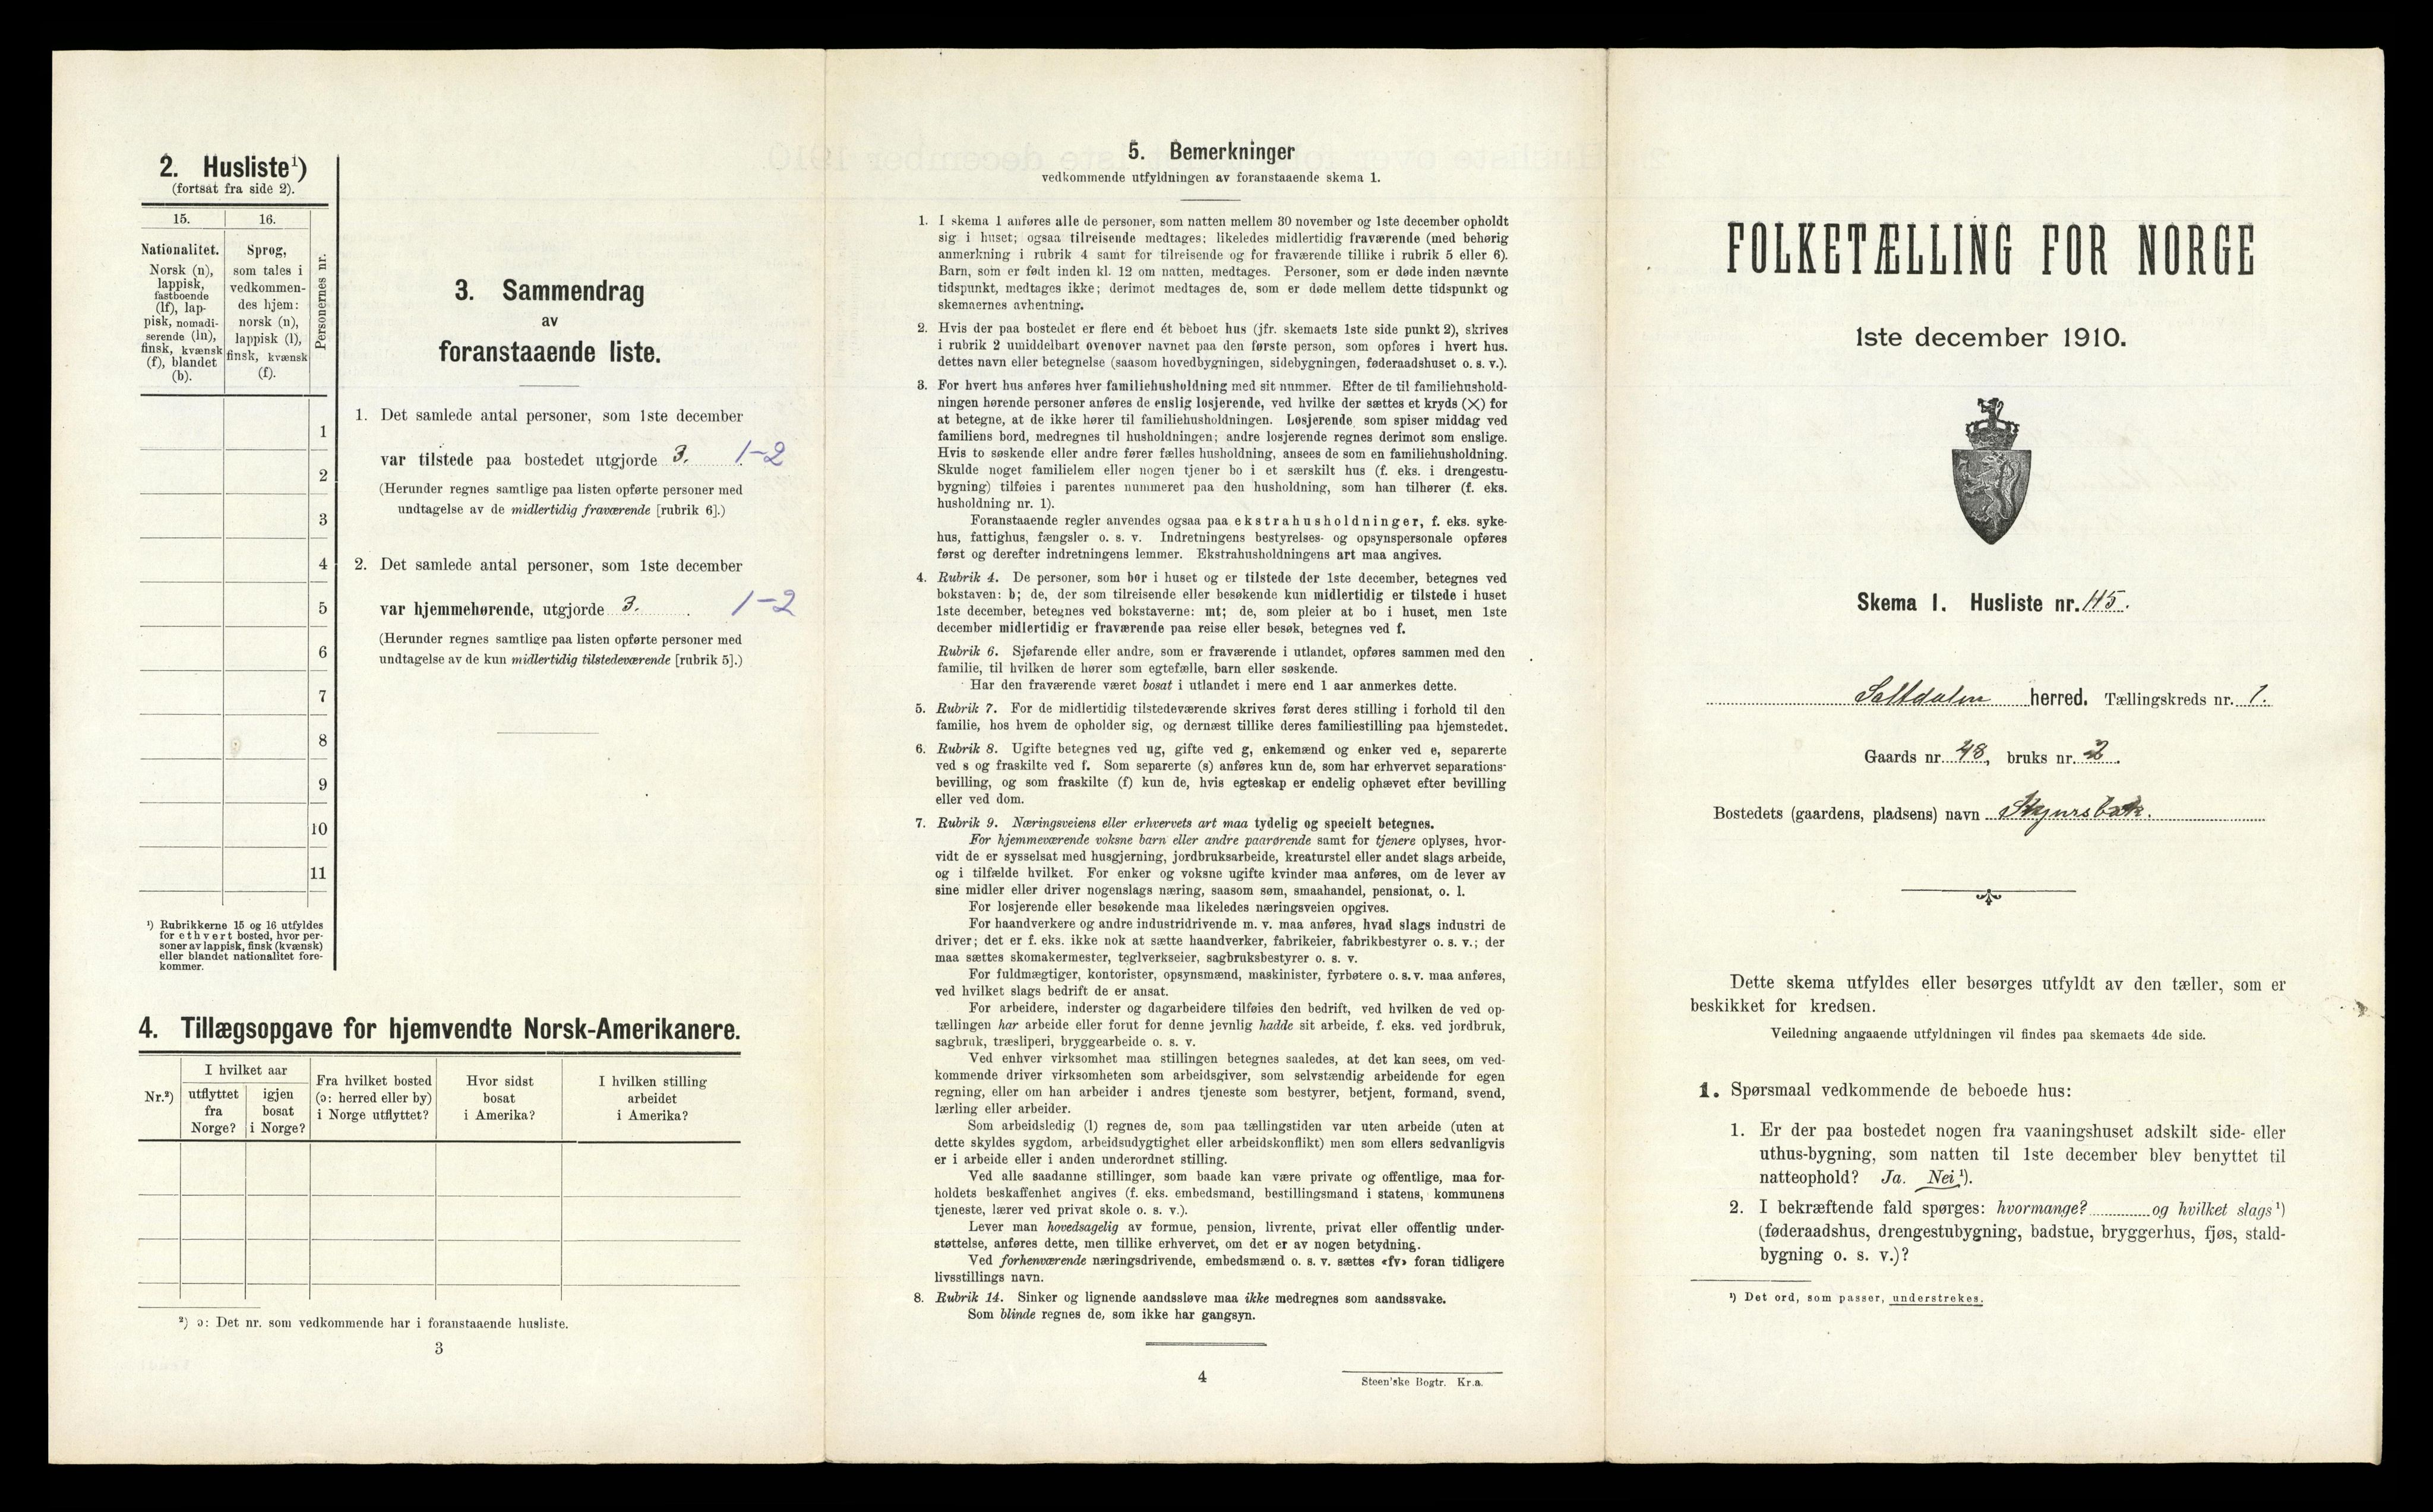 2. Husliste¹)
(fortsat fra side 2).
15.
16.
Personernes nr.
Nationalitet.
Norsk (n),
lappisk,
fastboende
(lf), lap-
pisk, nomadi-
serende (ln),
finsk, kvænsk
(f), blandet
(b).
Sprog,
som tales i
vedkommen-
des hjem:
norsk (n),
lappisk (l),
finsk, kvænsk
(f).
1
2
3
4
5
6
7
8
9
10
11
¹) Rubrikkerne 15 og 16 utfyldes
for ethvert bosted, hvor per-
soner av lappisk, finsk (kvænsk)
eller blandet nationalitet fore-
kommer.
3. Sammendrag
av
foranstaaende liste.
1. Det samlede antal personer, som 1ste december
var tilstede paa bostedet utgjorde 3. 1-2
(Herunder regnes samtlige paa listen opførte personer med
undtagelse av de midlertidig fraværende [rubrik 6].)
2. Det samlede antal personer, som 1ste december
var hjemmehørende, utgjorde 3. 1-2
(Herunder regnes samtlige paa listen opførte personer med
undtagelse av de kun midlertidig tilstedeværende [rubrik 5].)
4. Tillægsopgave for hjemvendte Norsk-Amerikanere.
Nr.²)
I hvilket aar
utflyttet
fra
Norge?
igjen
bosat
i Norge?
Fra hvilket bosted
(ɔ: herred eller by)
i Norge utflyttet?
Hvor sidst
bosat
i Amerika?
I hvilken stilling
arbeidet
i Amerika?
²) ɔ: Det nr. som vedkommende har i foranstaaende husliste.
3
5. Bemerkninger
vedkommende utfyldningen av foranstaaende skema 1.
1. I skema 1 anføres alle de personer, som natten mellem 30 november og 1ste december opholdt
sig i huset; ogsaa tilreisende medtages; likeledes midlertidig fraværende (med behørig
anmerkning i rubrik 4 samt for tilreisende og for fraværende tillike i rubrik 5 eller 6).
Barn, som er født inden kl. 12 om natten, medtages. Personer, som er døde inden nævnte
tidspunkt, medtages ikke; derimot medtages de, som er døde mellem dette tidspunkt og
skemaernes avhentning.
2. Hvis der paa bostedet er flere end ét beboet hus (jfr. skemaets 1ste side punkt 2), skrives
i rubrik 2 umiddelbart ovenover navnet paa den første person, som opføres i hvert hus.
dettes navn eller betegnelse (saasom hovedbygningen, sidebygningen, føderaadshuset o. s. v.).
3. For hvert hus anføres hver familiehusholdning med sit nummer. Efter de til familiehushold-
ningen hørende personer anføres de enslig losjerende, ved hvilke der sættes et kryds (X) for
at betegne, at de ikke hører til familiehusholdningen. Losjerende som spiser middag ved
familiens bord, medregnes til husholdningen; andre losjerende regnes derimot som enslige.
Hvis to søskende eller andre fører fælles husholdning, ansees de som en familiehusholdning.
Skulde noget familielem eller nogen tjener bo i et særskilt hus (f. eks. i drengestu-
bygning) tilføies i parentes nummeret paa den husholdning, som han tilhører (f. eks.
husholdning nr. 1).
Foranstaaende regler anvendes ogsaa paa ekstrahusholdninger, f. eks. syke-
hus, fattighus, fængsler o. s. v. Indretningens bestyrelses- og opsynspersonale opføres
først og derefter indretningens lemmer. Ekstrahusholdningens art maa angives.
4. Rubrik 4. De personer, som bor i huset og er tilstede der 1ste december, betegnes ved
bokstaven: b; de, der som tilreisende eller besøkende kun midlertidig er tilstede i huset
1ste december, betegnes ved bokstaverne: mt; de, som pleier at bo i huset, men 1ste
december midlertidig er fraværende paa reise eller besøk, betegnes ved f.
Rubrik 6. Sjøfarende eller andre, som er fraværende i utlandet, opføres sammen med den
familie, til hvilken de hører som egtefælle, barn eller søskende.
Har den fraværende været bosat i utlandet i mere end 1 aar anmerkes dette.
5. Rubrik 7. For de midlertidig tilstedeværende skrives først deres stilling i forhold til den
familie, hos hvem de opholder sig, og dernæst tillike deres familiestilling paa hjemstedet.
6. Rubrik 8. Ugifte betegnes ved ug, gifte ved g, enkemænd og enker ved e, separerte
ved s og fraskilte ved f. Som separerte (s) anføres kun de, som har erhvervet separations-
bevilling, og som fraskilte (f) kun de, hvis egteskap er endelig ophævet efter bevilling
eller ved dom.
7. Rubrik 9. Næringsveiens eller erhvervets art maa tydelig og specielt betegnes.
For hjemmeværende voksne barn eller andre paarørende samt for tjenere oplyses, hvor-
vidt de er sysselsat med husgjerning, jordbruksarbeide, kreaturstel eller andet slags arbeide,
og i tilfælde hvilket. For enker og voksne ugifte kvinder maa anføres, om de lever av
sine midler eller driver nogenslags næring, saasom søm, smaahandel, pensionat, o. l.
For losjerende eller besøkende maa likeledes næringsveien opgives.
For haandverkere og andre industridrivende m. v. maa anføres, hvad slags industri de
driver; det er f. eks. ikke nok at sætte haandverker, fabrikeier, fabrikbestyrer o. s. v.; der
maa sættes skomakermester, teglverkseier, sagbruksbestyrer o. s. v.
For fuldmægtiger, kontorister, opsynsmænd, maskinister, fyrbøtere o. s. v. maa anføres,
ved hvilket slags bedrift de er ansat.
For arbeidere, inderster og dagarbeidere tilføies den bedrift, ved hvilken de ved op-
tællingen har arbeide eller forut for denne jevnlig hadde sit arbeide, f. eks. ved jordbruk,
sagbruk, træsliperi, bryggearbeide o. s. v.
Ved enhver virksomhet maa stillingen betegnes saaledes, at det kan sees, om ved-
kommende driver virksomheten som arbeidsgiver, som selvstændig arbeidende for egen
regning, eller om han arbeider i andres tjeneste som bestyrer, betjent, formand, svend,
lærling eller arbeider.
Som arbeidsledig (l) regnes de, som paa tællingstiden var uten arbeide (uten at
dette skyldes sygdom, arbeidsudygtighet eller arbeidskonflikt) men som ellers sedvanligvis
er i arbeide eller i anden underordnet stilling.
Ved alle saadanne stillinger, som baade kan være private og offentlige, maa for-
holdets beskaffenhet angives (f. eks. embedsmand, bestillingsmand i statens, kommunens
tjeneste, lærer ved privat skole o. s. v.).
Lever man hovedsagelig av formue, pension, livrente, privat eller offentlig under-
støttelse, anføres dette, men tillike erhvervet, om det er av nogen betydning.
Ved forhenværende næringsdrivende, embedsmænd o. s. v. sættes «fv» foran tidligere
livsstillings navn.
8. Rubrik 14. Sinker og lignende aandssløve maa ikke medregnes som aandssvake.
Som blinde regnes de, som ikke har gangsyn.
4
Steen'ske Bogtr. Kr.a.
FOLKETÆLLING FOR NORGE
1ste december 1910.
Skema 1. Husliste nr. 115.
Saltdalen herred. Tællingskreds nr. 1.
Gaards nr. 48, bruks nr. 2.
Bostedets (gaardens, pladsens) navn
Dette skema utfyldes eller besørges utfyldt av den tæller, som er
beskikket for kredsen.
Veiledning angaaende utfyldningen vil findes paa skemaets 4de side.
1. Spørsmaal vedkommende de beboede hus:
1. Er der paa bostedet nogen fra vaaningshuset adskilt side- eller
uthus-bygning, som natten til 1ste december blev benyttet til
natteophold? Ja. Nei¹).
2. I bekræftende fald spørges: hvormange? og hvilket slags¹)
(føderaadshus, drengestubygning, badstue, bryggerhus, fjøs, stald-
bygning o. s. v.)?
¹) Det ord, som passer, understrekes.